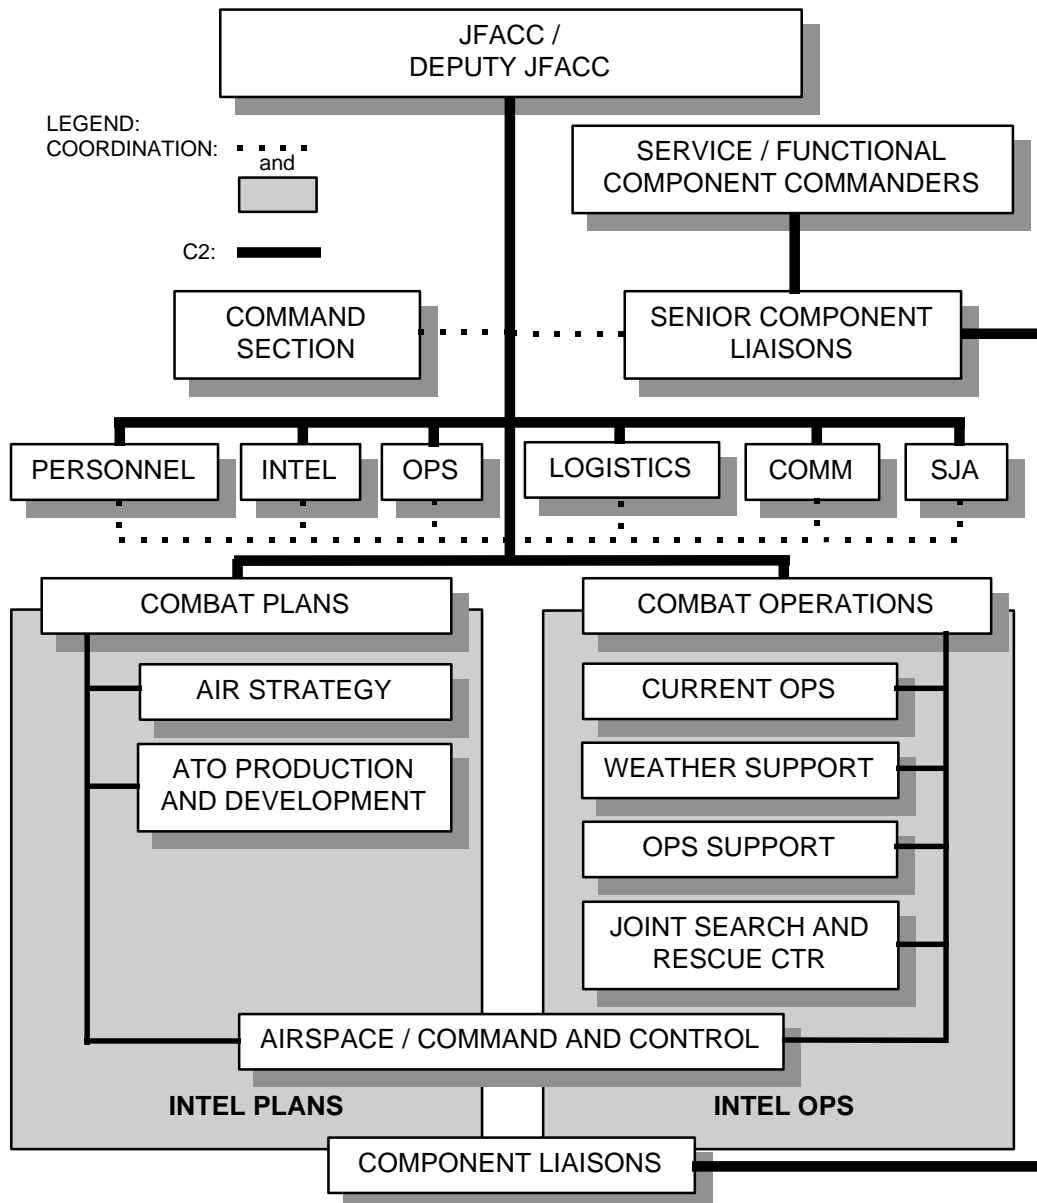 JFACC /
DEPUTY JFACC
LEGEND:
COORDINATION:
and
C2:
SERVICE / FUNCTIONAL
COMPONENT COMMANDERS
COMMAND
SECTION
SENIOR COMPONENT
LIAISONS
PERSONNEL
INTEL
OPS
LOGISTICS
COMM
SJA
COMBAT PLANS
COMBAT OPERATIONS
AIR STRATEGY
ATO PRODUCTION
AND DEVELOPMENT
CURRENT OPS
WEATHER SUPPORT
OPS SUPPORT
JOINT SEARCH AND
RESCUE CTR
AIRSPACE / COMMAND AND CONTROL
INTEL PLANS
INTEL OPS
COMPONENT LIAISONS